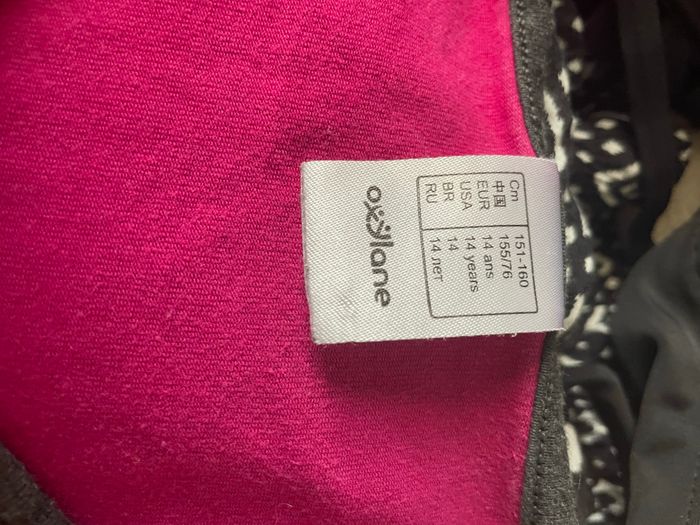 Cm 151-160
中国 155/76
EUR 14 ans
USA 14 years
BR 14
RU 14 лет
oxylane